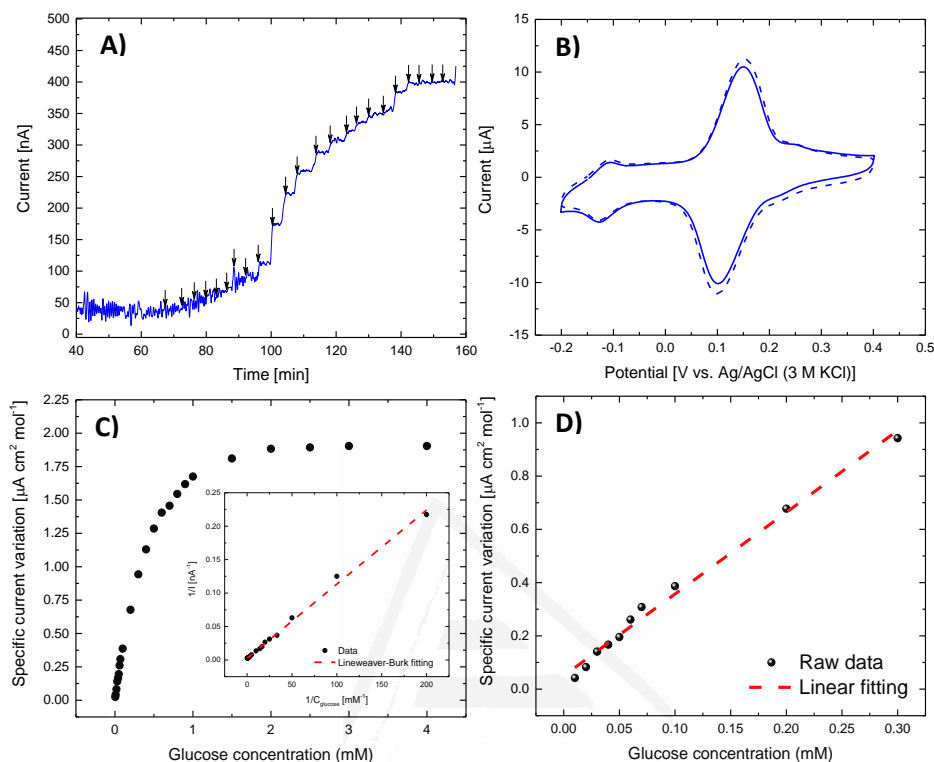 A)
Current [nA]
450
400
350
300
250
200
150
100
50
0
40 60 80 100 120 140 160
Time [min]
B)
Current [µA]
15
10
5
0
-5
-10
-15
-0.2 -0.1 0.0 0.1 0.2 0.3 0.4 0.5
Potential [V vs. Ag/AgCl (3 M KCl)]
C)
Specific current variation [µA cm² mol⁻¹]
2.25
2.00
1.75
1.50
1.25
1.00
0.75
0.50
0.25
0.00
0 1 2 3 4
Glucose concentration (mM)
1/I [nA⁻¹]
0.25
0.20
0.15
0.10
0.05
0.00
0 50 100 150 200
1/C glucose [mM⁻¹]
Data
Lineweaver-Burk fitting
D)
Specific current variation [µA cm² mol⁻¹]
1.0
0.8
0.6
0.4
0.2
0.0
0.00 0.05 0.10 0.15 0.20 0.25 0.30
Glucose concentration (mM)
Raw data
Linear fitting